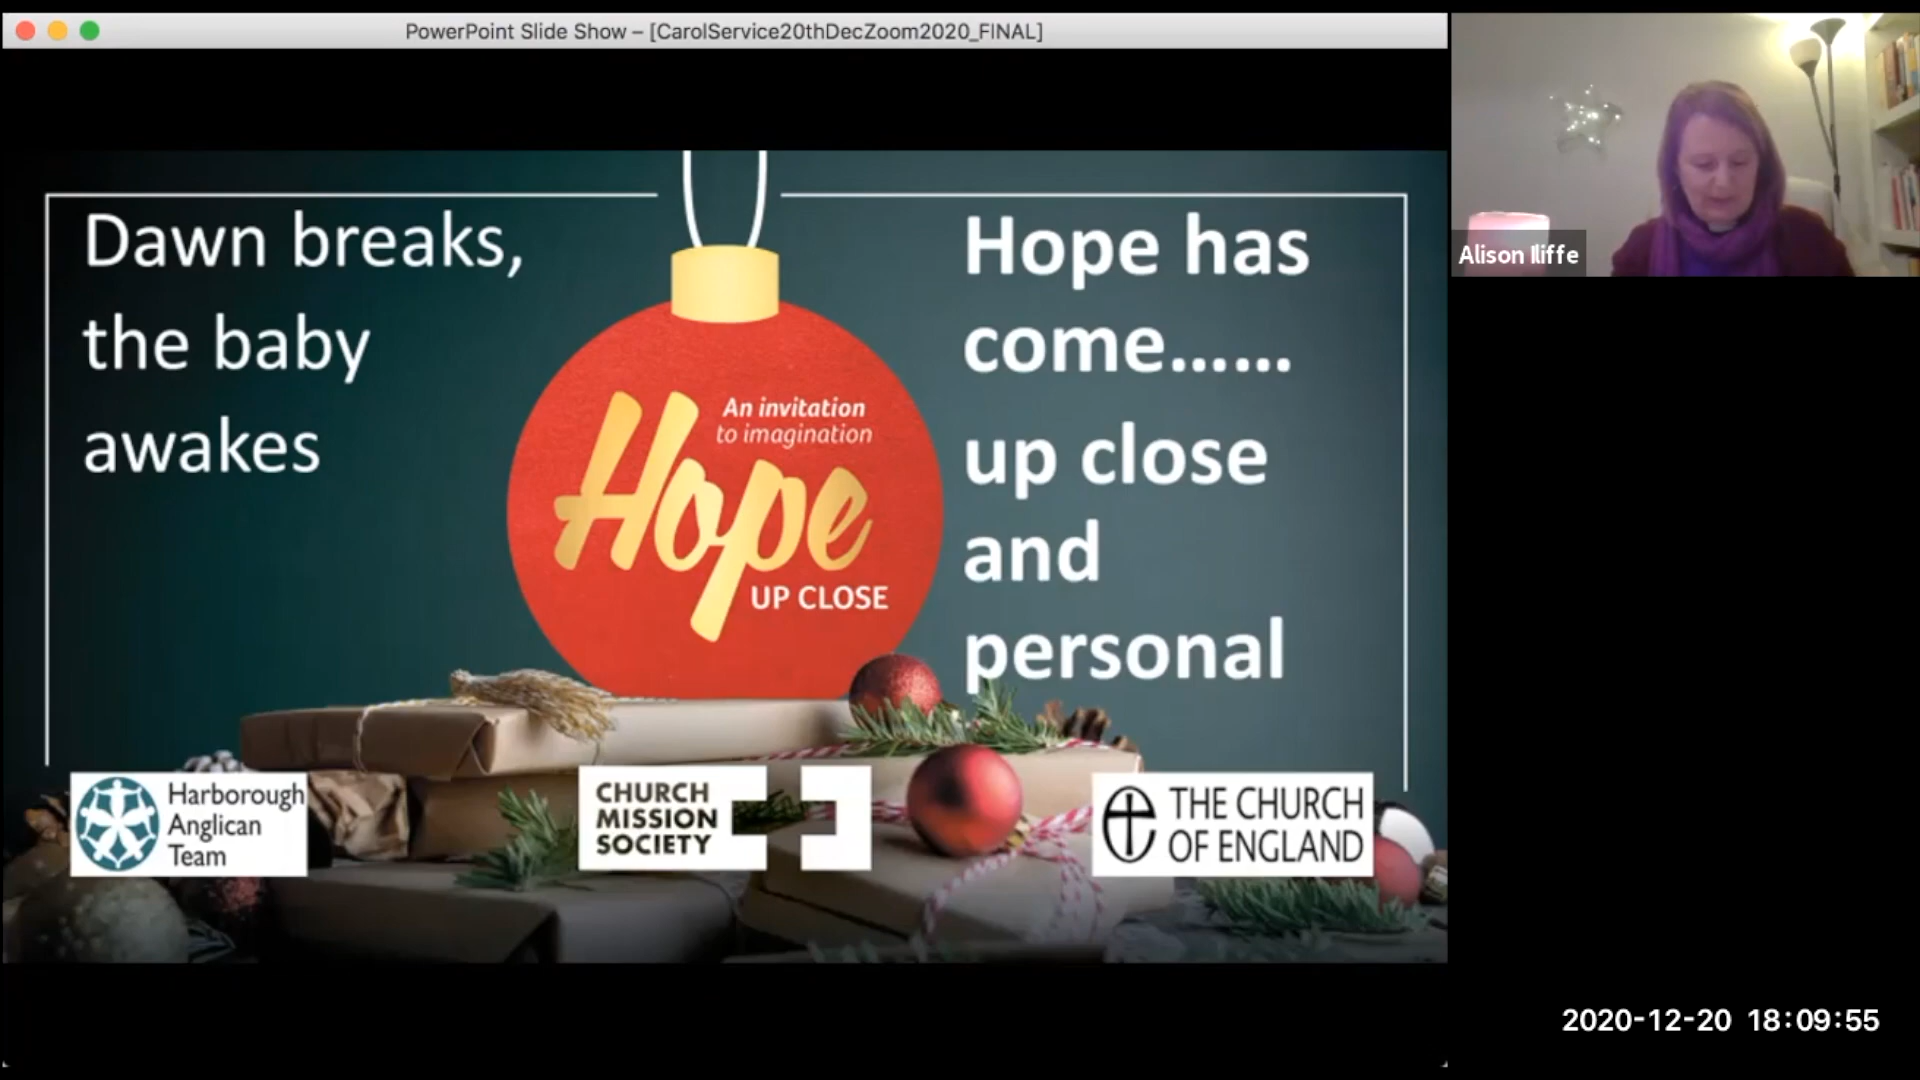 PowerPoint Slide Show – [CarolService20thDecZoom2020_FINAL]
Dawn breaks,
the baby
awakes
An invitation
to imagination
Hope
UP CLOSE
Hope has
come......
up close
and
personal
Harborough
Anglican
Team
CHURCH
MISSION
SOCIETY
THE CHURCH
OF ENGLAND
Alison Iliffe
2020-12-20 18:09:55